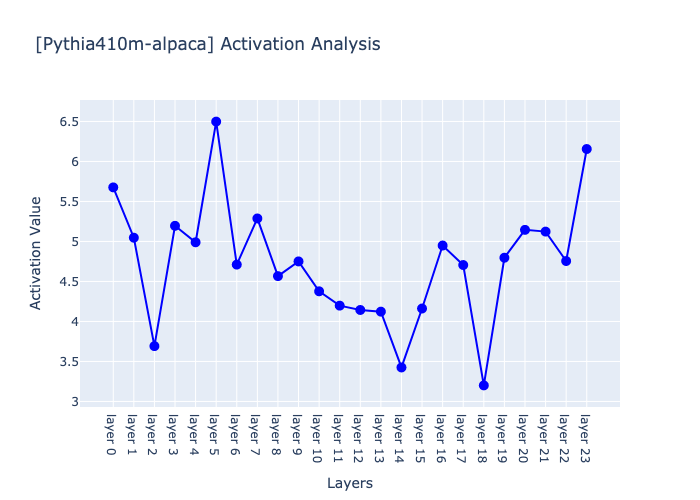 [Pythia410m-alpaca] Activation Analysis
Activation Value
6.5
6
5.5
5
4.5
4
3.5
3
layer 0
layer 1
layer 2
layer 3
layer 4
layer 5
layer 6
layer 7
layer 8
layer 9
layer 10
layer 11
layer 12
layer 13
layer 14
layer 15
layer 16
layer 17
layer 18
layer 19
layer 20
layer 21
layer 22
layer 23
Layers